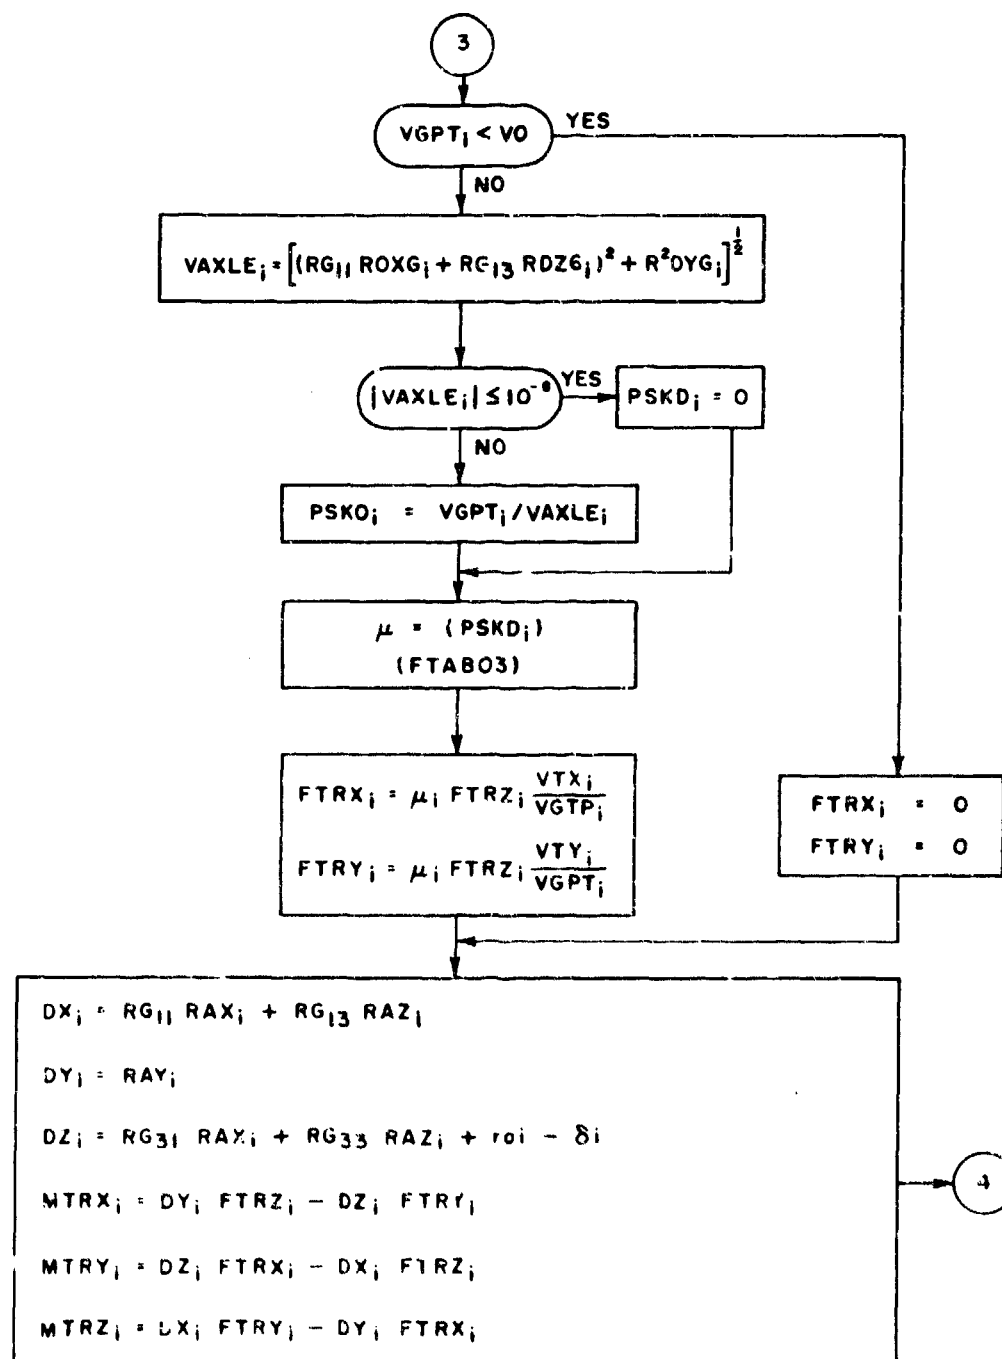 3
VGPTi < VO
YES
NO
VAXLEi = [(RG11 ROXGi + RG13 RDZGi)² + R²DYGi]^½
|VAXLEi| ≤ 10⁻⁸
YES
PSKDi = 0
NO
PSKOi = VGPTi/VAXLEi
μ = (PSKDi)
(FTAB03)
FTRXi = μi FTRZi VTXi/VGTPi
FTRYi = μi FTRZi VTYi/VGPTi
FTRXi = 0
FTRYi = 0
DXi = RG11 RAXi + RG13 RAZi
DYi = RAYi
DZi = RG31 RAXi + RG33 RAZi + roi - δi
MTRXi = DYi FTRZi - DZi FTRYi
MTRYi = DZi FTRXi - DXi FTRZi
MTRZi = DXi FTRYi - DYi FTRXi
4